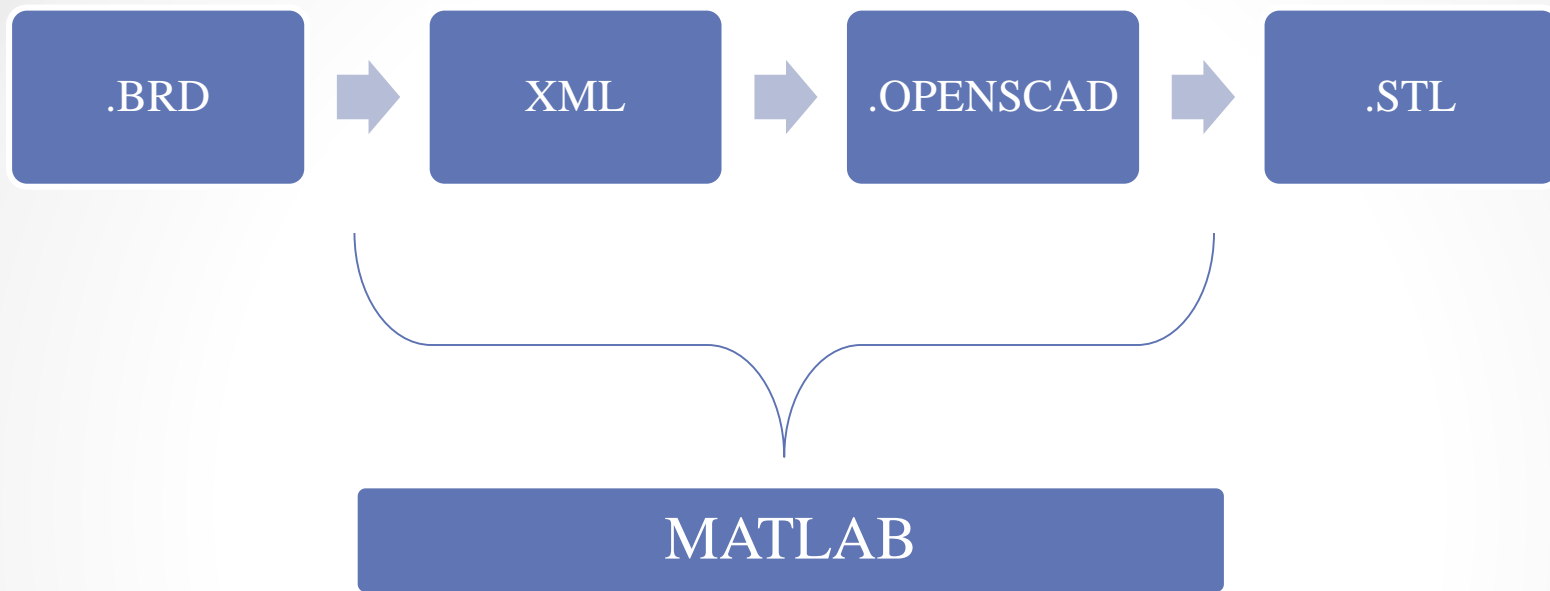 .BRD
XML
.OPENSCAD
.STL
MATLAB